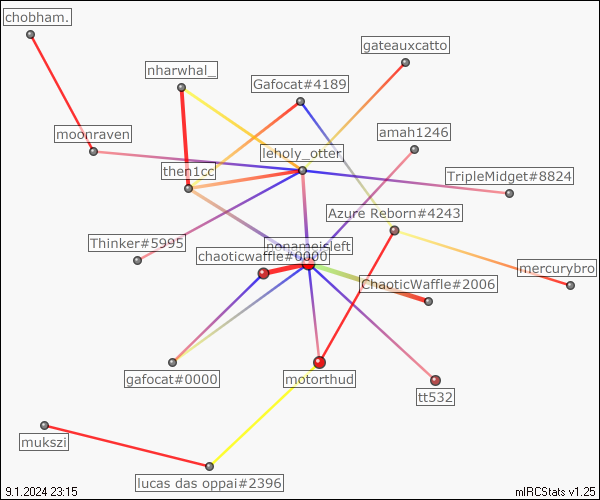 chobham.
gateauxcatto
nharwhal_
Gafocat#4189
amah1246
moonraven
leholy_otter
then1cc
TripleMidget#8824
Azure Reborn#4243
Thinker#5995
nonameisleft
chaoticwaffle#0000
mercurybro
ChaoticWaffle#2006
gafocat#0000
motorthud
tt532
mukszi
lucas das oppai#2396
9.1.2024 23:15
mIRCStats v1.25